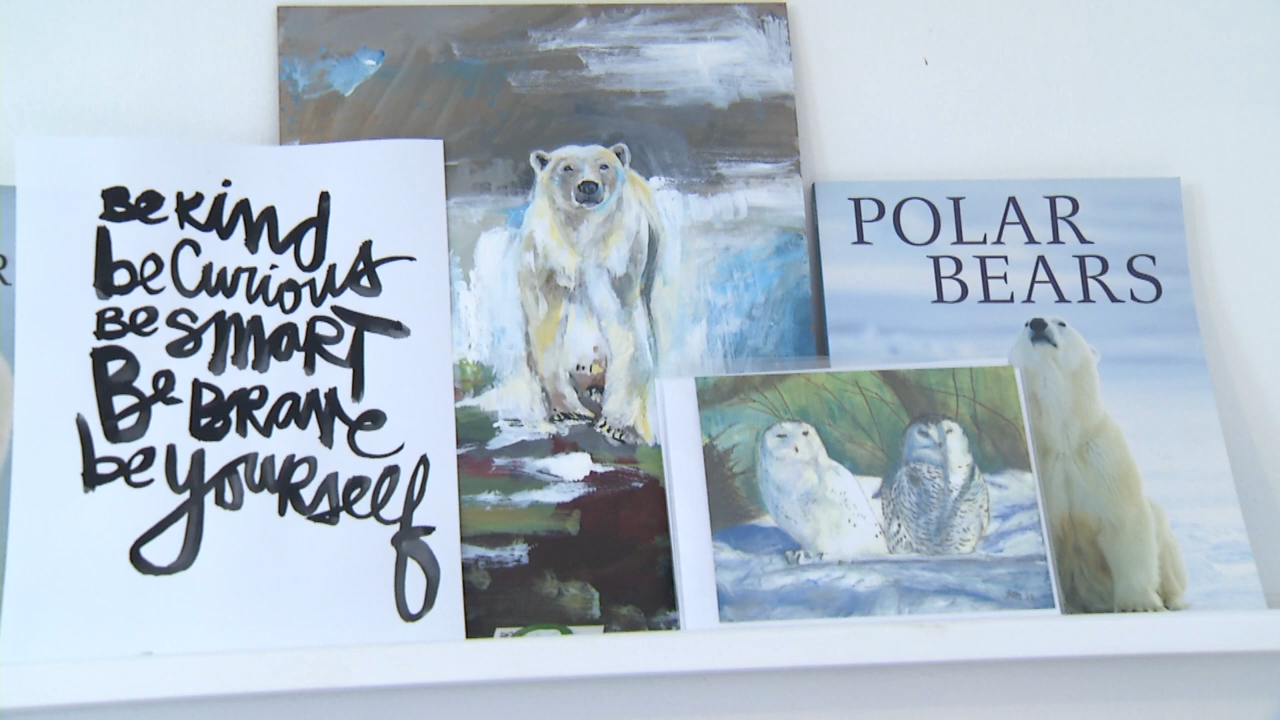 Be kind
be Curious
Be SMART
Be BRave
be yourself
POLAR
BEARS
R